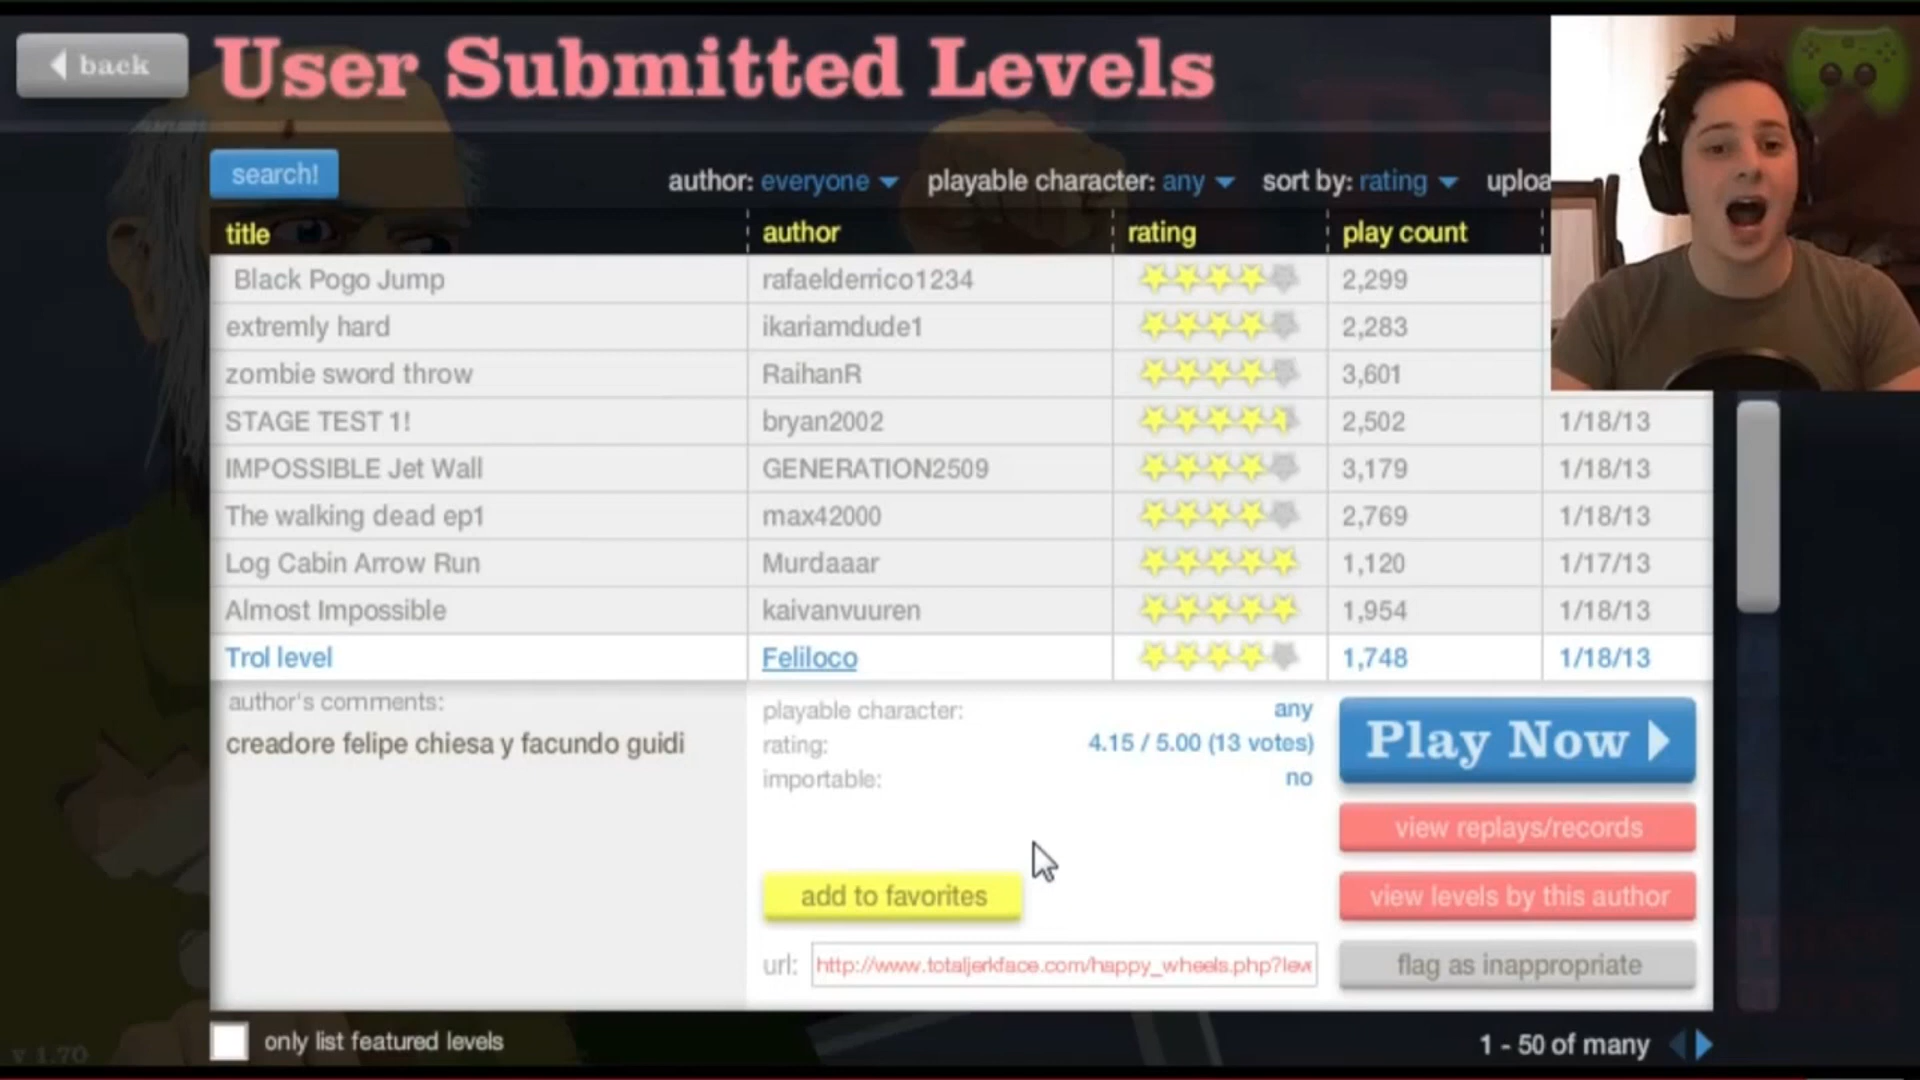 back
User Submitted Levels
search!
author: everyone playable character: any sort by: rating uploa
title author rating play count
Black Pogo Jump rafaelderrico1234 2,299
extremly hard ikariamdude1 2,283
zombie sword throw RaihanR 3,601
STAGE TEST 1! bryan2002 2,502 1/18/13
IMPOSSIBLE Jet Wall GENERATION2509 3,179 1/18/13
The walking dead ep1 max42000 2,769 1/18/13
Log Cabin Arrow Run Murdaaar 1,120 1/17/13
Almost Impossible kaivanvuuren 1,954 1/18/13
Trol level Feliloco 1,748 1/18/13
author's comments:
creadore felipe chiesa y facundo guidi
playable character: any
rating: 4.15 / 5.00 (13 votes)
importable: no
add to favorites
url: http://www.totaljerkface.com/happy_wheels.php?leve
Play Now
view replays/records
view levels by this author
flag as inappropriate
only list featured levels
1 - 50 of many
v 1.70